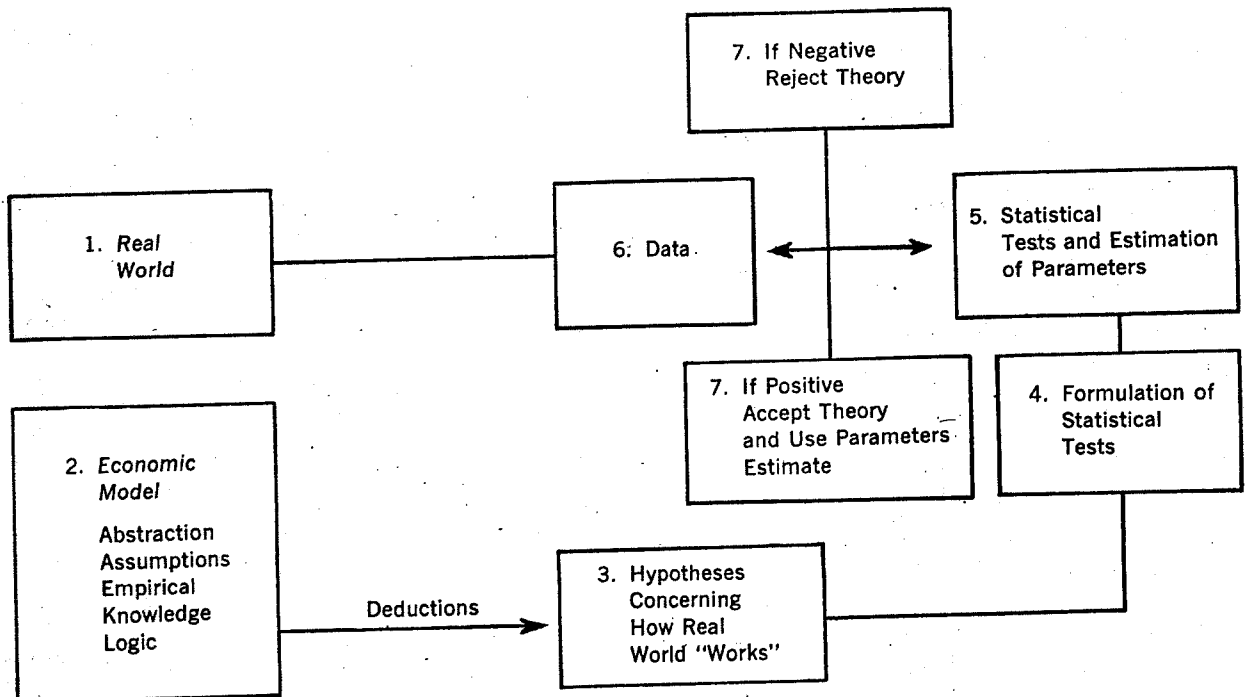 7. If Negative
Reject Theory
1. Real
World
6: Data
5. Statistical
Tests and Estimation
of Parameters
7. If Positive
Accept Theory
and Use Parameters
Estimate
4. Formulation of
Statistical
Tests
2. Economic
Model
Abstraction
Assumptions
Empirical
Knowledge
Logic
Deductions
3. Hypotheses
Concerning
How Real
World "Works"